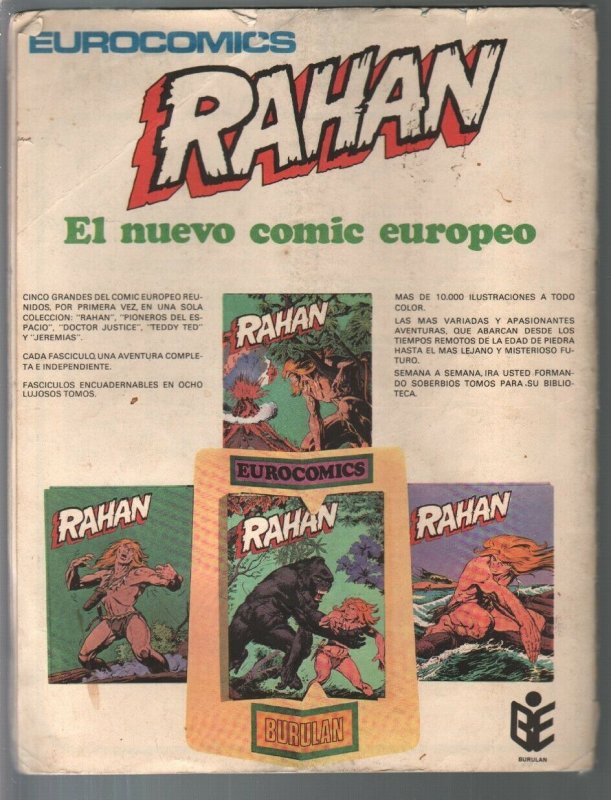 EUROCOMICS
RAHAN
El nuevo comic europeo
CINCO GRANDES DEL COMIC EUROPEO REU-
NIDOS, POR PRIMERA VEZ, EN UNA SOLA
COLECCION: "RAHAN", "PIONEROS DEL ES-
PACIO", "DOCTOR JUSTICE", "TEDDY TED"
Y "JEREMIAS".
CADA FASCICULO, UNA AVENTURA COMPLE-
TA E INDEPENDIENTE.
FASCICULOS ENCUADERNABLES EN OCHO
LUJOSOS TOMOS.
MAS DE 10.000 ILUSTRACIONES A TODO
COLOR.
LAS MAS VARIADAS Y APASIONANTES
AVENTURAS, QUE ABARCAN DESDE LOS
TIEMPOS REMOTOS DE LA EDAD DE PIEDRA
HASTA EL MAS LEJANO Y MISTERIOSO FU-
TURO.
SEMANA A SEMANA, IRA USTED FORMAN-
DO SOBERBIOS TOMOS PARA SU BIBLIO-
TECA.
RAHAN
EUROCOMICS
RAHAN
RAHAN
RAHAN
BURULAN
BE
BURULAN